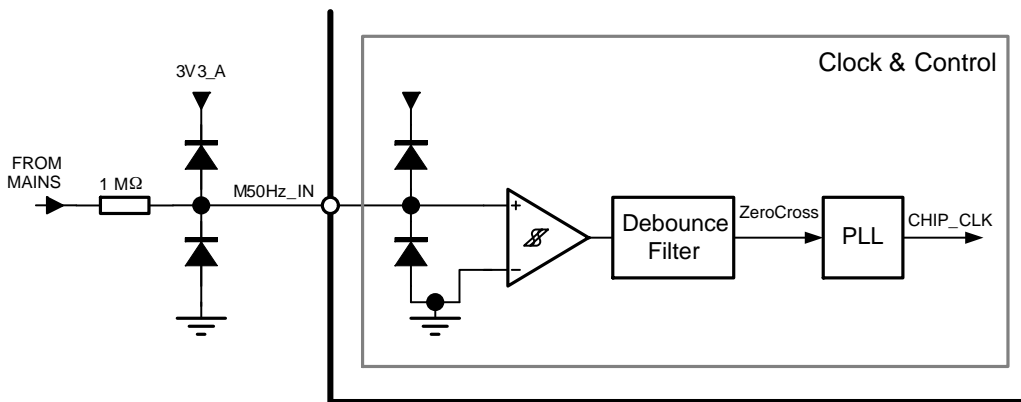 Clock & Control
3V3_A
FROM
MAINS
1 MΩ
M50Hz_IN
+
−
Debounce
Filter
ZeroCross
PLL
CHIP_CLK